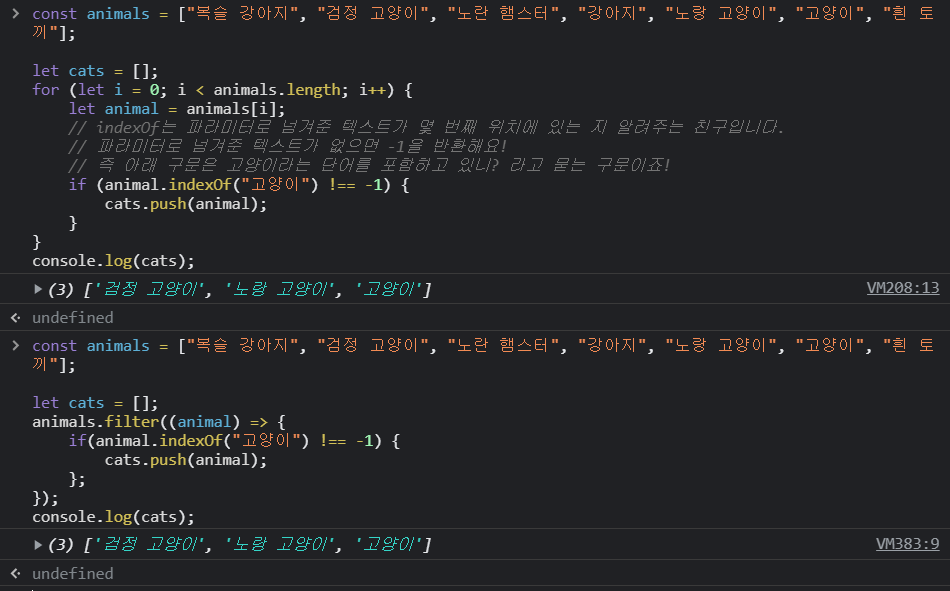 > const animals = ["복슬 강아지", "검정 고양이", "노란 햄스터", "강아지", "노랑 고양이", "고양이", "흰 토
끼"];
let cats = [];
for (let i = 0; i < animals.length; i++) {
    let animal = animals[i];
    // indexOf는 파라미터로 넘겨준 텍스트가 몇 번째 위치에 있는 지 알려주는 친구입니다.
    // 파라미터로 넘겨준 텍스트가 없으면 -1을 반환해요!
    // 즉 아래 구문은 고양이라는 단어를 포함하고 있니? 라고 묻는 구문이죠!
    if (animal.indexOf("고양이") !== -1) {
        cats.push(animal);
    }
}
console.log(cats);
▶(3) ['검정 고양이', '노랑 고양이', '고양이'] VM208:13
undefined
> const animals = ["복슬 강아지", "검정 고양이", "노란 햄스터", "강아지", "노랑 고양이", "고양이", "흰 토
끼"];
let cats = [];
animals.filter((animal) => {
    if(animal.indexOf("고양이") !== -1) {
        cats.push(animal);
    };
});
console.log(cats);
▶(3) ['검정 고양이', '노랑 고양이', '고양이'] VM383:9
undefined